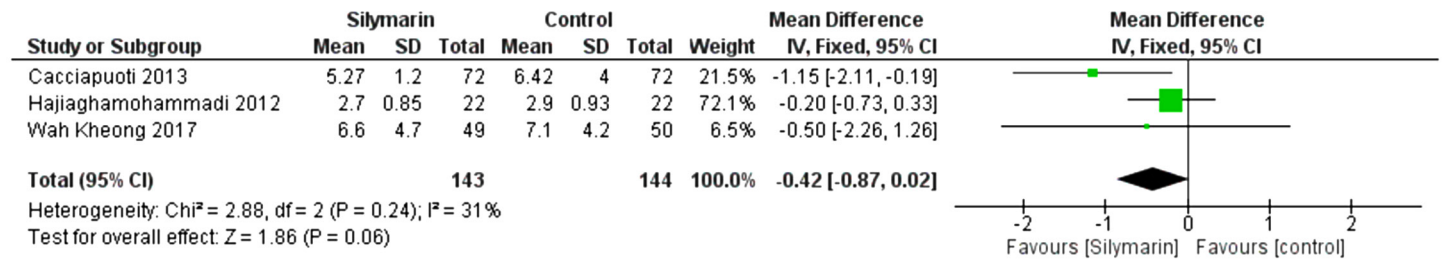 Silymarin Control Mean Difference Mean Difference
Study or Subgroup Mean SD Total Mean SD Total Weight IV, Fixed, 95% CI IV, Fixed, 95% CI
Cacciapuoti 2013 5.27 1.2 72 6.42 4 72 21.5% -1.15 [-2.11, -0.19]
Hajiaghamohammadi 2012 2.7 0.85 22 2.9 0.93 22 72.1% -0.20 [-0.73, 0.33]
Wah Kheong 2017 6.6 4.7 49 7.1 4.2 50 6.5% -0.50 [-2.26, 1.26]
Total (95% CI) 143 144 100.0% -0.42 [-0.87, 0.02]
Heterogeneity: Chi² = 2.88, df = 2 (P = 0.24); I² = 31%
Test for overall effect: Z = 1.86 (P = 0.06)
-2 -1 0 1 2
Favours [Silymarin] Favours [control]